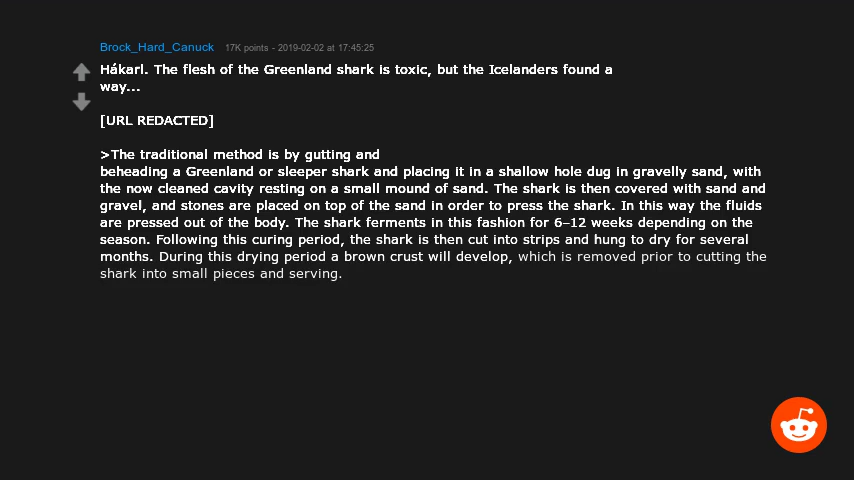 Brock_Hard_Canuck 17K points - 2019-02-02 at 17:45:25
Hákarl. The flesh of the Greenland shark is toxic, but the Icelanders found a
way...
[URL REDACTED]
>The traditional method is by gutting and
beheading a Greenland or sleeper shark and placing it in a shallow hole dug in gravelly sand, with
the now cleaned cavity resting on a small mound of sand. The shark is then covered with sand and
gravel, and stones are placed on top of the sand in order to press the shark. In this way the fluids
are pressed out of the body. The shark ferments in this fashion for 6–12 weeks depending on the
season. Following this curing period, the shark is then cut into strips and hung to dry for several
months. During this drying period a brown crust will develop, which is removed prior to cutting the
shark into small pieces and serving.